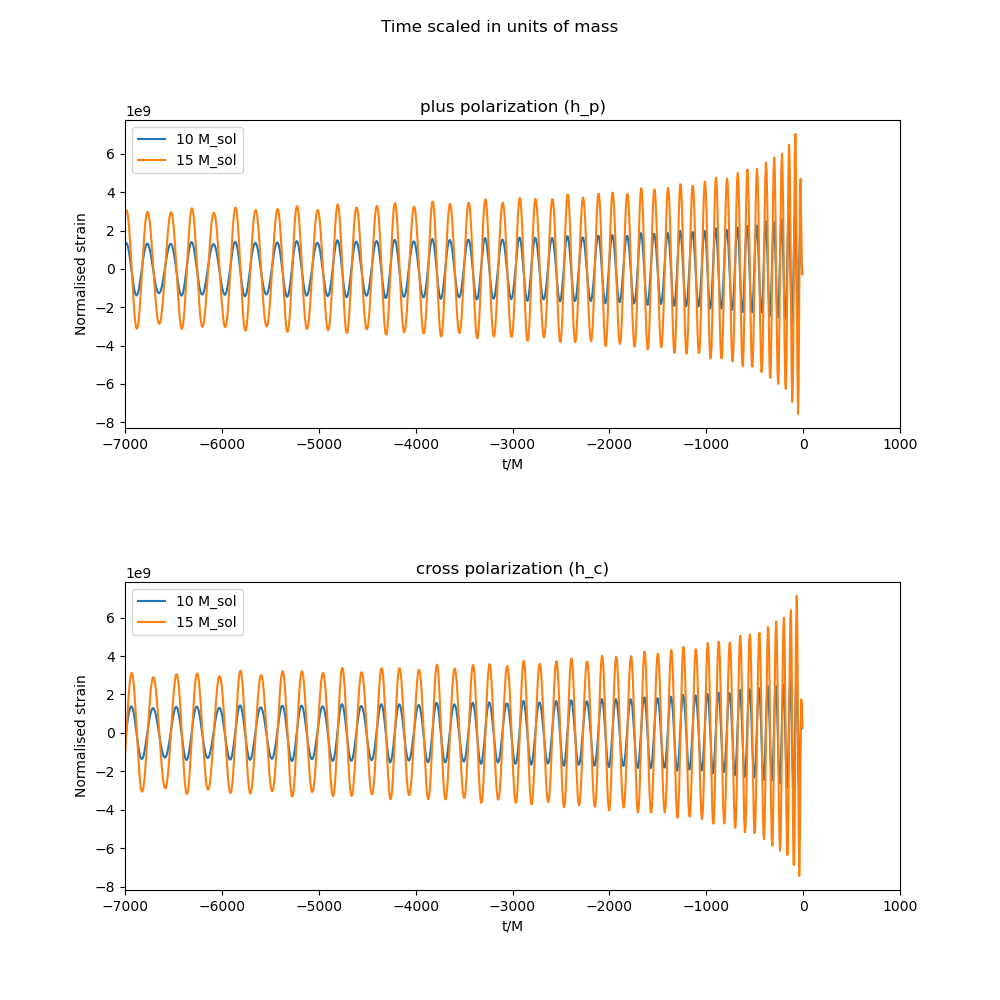 Time scaled in units of mass
plus polarization (h_p)
1e9
10 M_sol
15 M_sol
6
4
2
0
−2
−4
−6
−8
Normalised strain
−7000 −6000 −5000 −4000 −3000 −2000 −1000 0 1000
t/M
cross polarization (h_c)
1e9
10 M_sol
15 M_sol
6
4
2
0
−2
−4
−6
−8
Normalised strain
−7000 −6000 −5000 −4000 −3000 −2000 −1000 0 1000
t/M